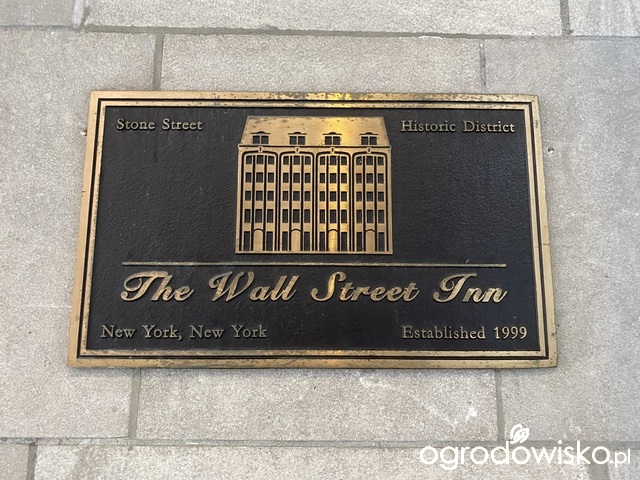 Stone Street
Historic District
The Wall Street Inn
New York, New York
Established 1999
ogrodowisko.pl